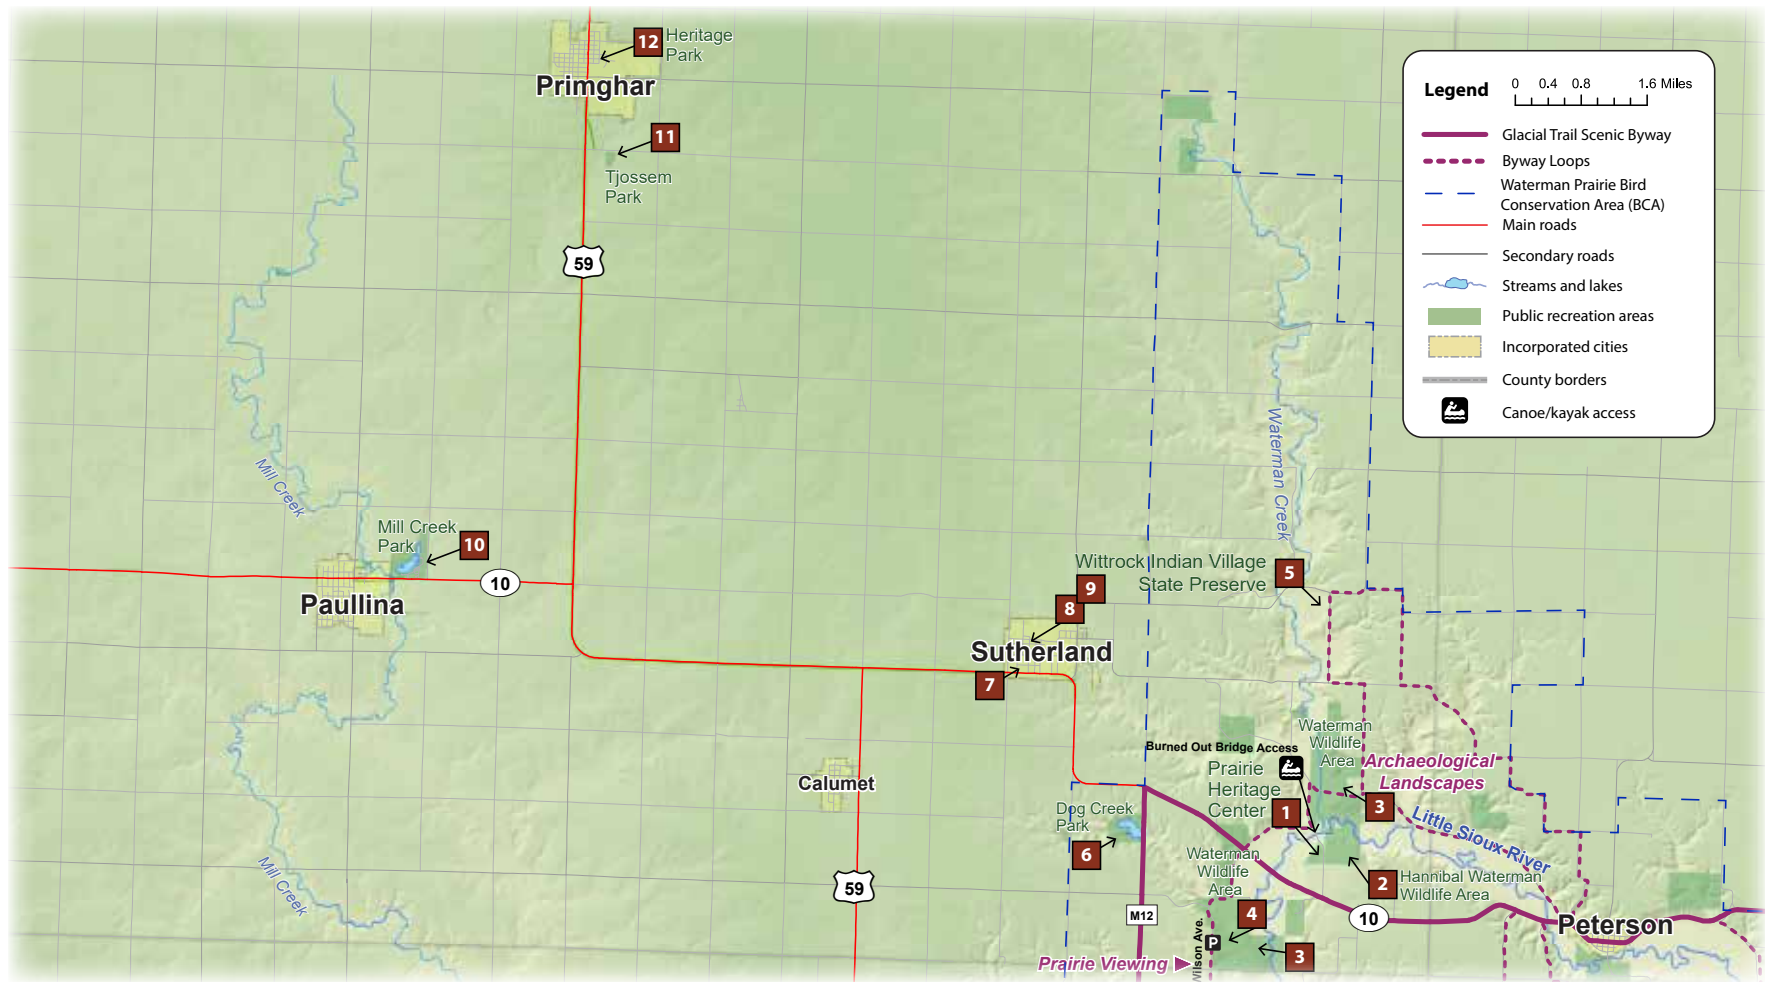 12
Heritage
Park
Primghar
11
Tjossem
Park
59
Legend
0 0.4 0.8 1.6 Miles
Glacial Trail Scenic Byway
Byway Loops
Waterman Prairie Bird
Conservation Area (BCA)
Main roads
Secondary roads
Streams and lakes
Public recreation areas
Incorporated cities
County borders
Canoe/kayak access
Mill Creek
Waterman Creek
Mill Creek
Park
10
10
Paullina
Wittrock Indian Village
State Preserve
5
9
8
Sutherland
7
Waterman
Wildlife
Area
Burned Out Bridge Access
Archaeological
Landscapes
Prairie
Heritage
Center
1
3
Calumet
Dog Creek
Park
6
Little Sioux River
Waterman
Wildlife
Area
2
Hannibal Waterman
Wildlife Area
59
Mill Creek
M12
4
10
Peterson
P
Wilson Ave.
3
Prairie Viewing